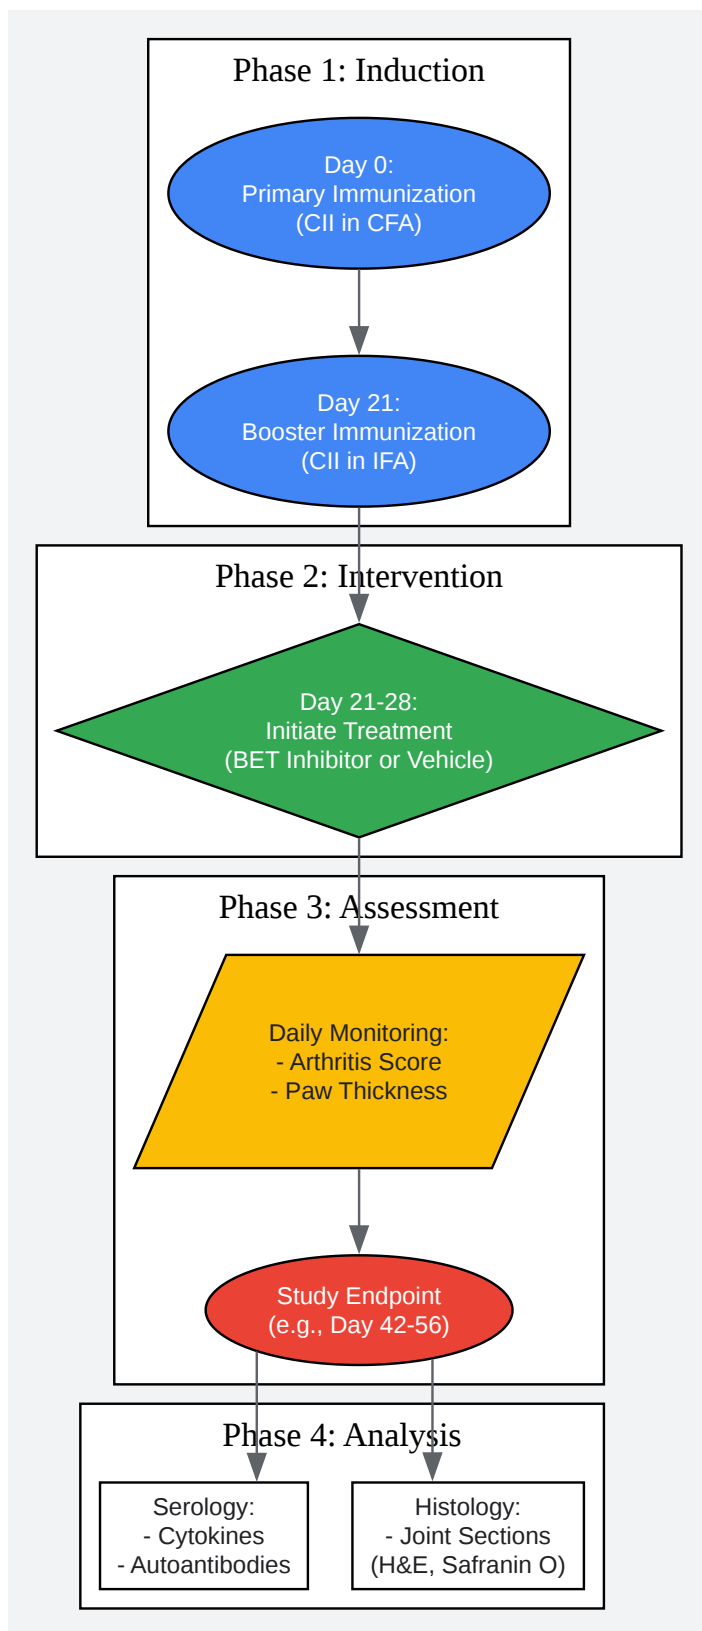 Phase 1: Induction
Day 0:
Primary Immunization
(CII in CFA)
Day 21:
Booster Immunization
(CII in IFA)
Phase 2: Intervention
Day 21-28:
Initiate Treatment
(BET Inhibitor or Vehicle)
Phase 3: Assessment
Daily Monitoring:
- Arthritis Score
- Paw Thickness
Study Endpoint
(e.g., Day 42-56)
Phase 4: Analysis
Serology:
- Cytokines
- Autoantibodies
Histology:
- Joint Sections
(H&E, Safranin O)